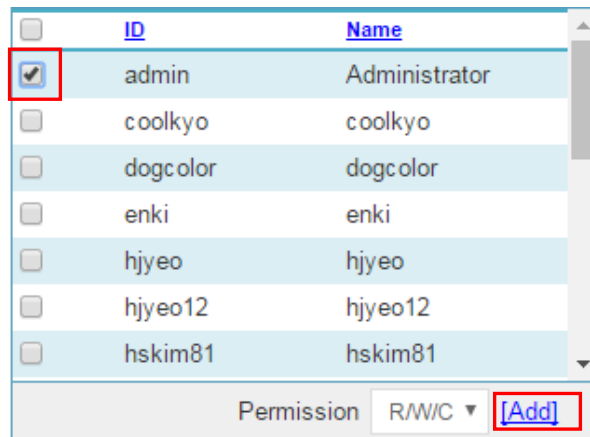 ID Name
admin Administrator
coolkyo coolkyo
dogcolor dogcolor
enki enki
hjyeo hjyeo
hjyeo12 hjyeo12
hskim81 hskim81
Permission R/W/C [Add]